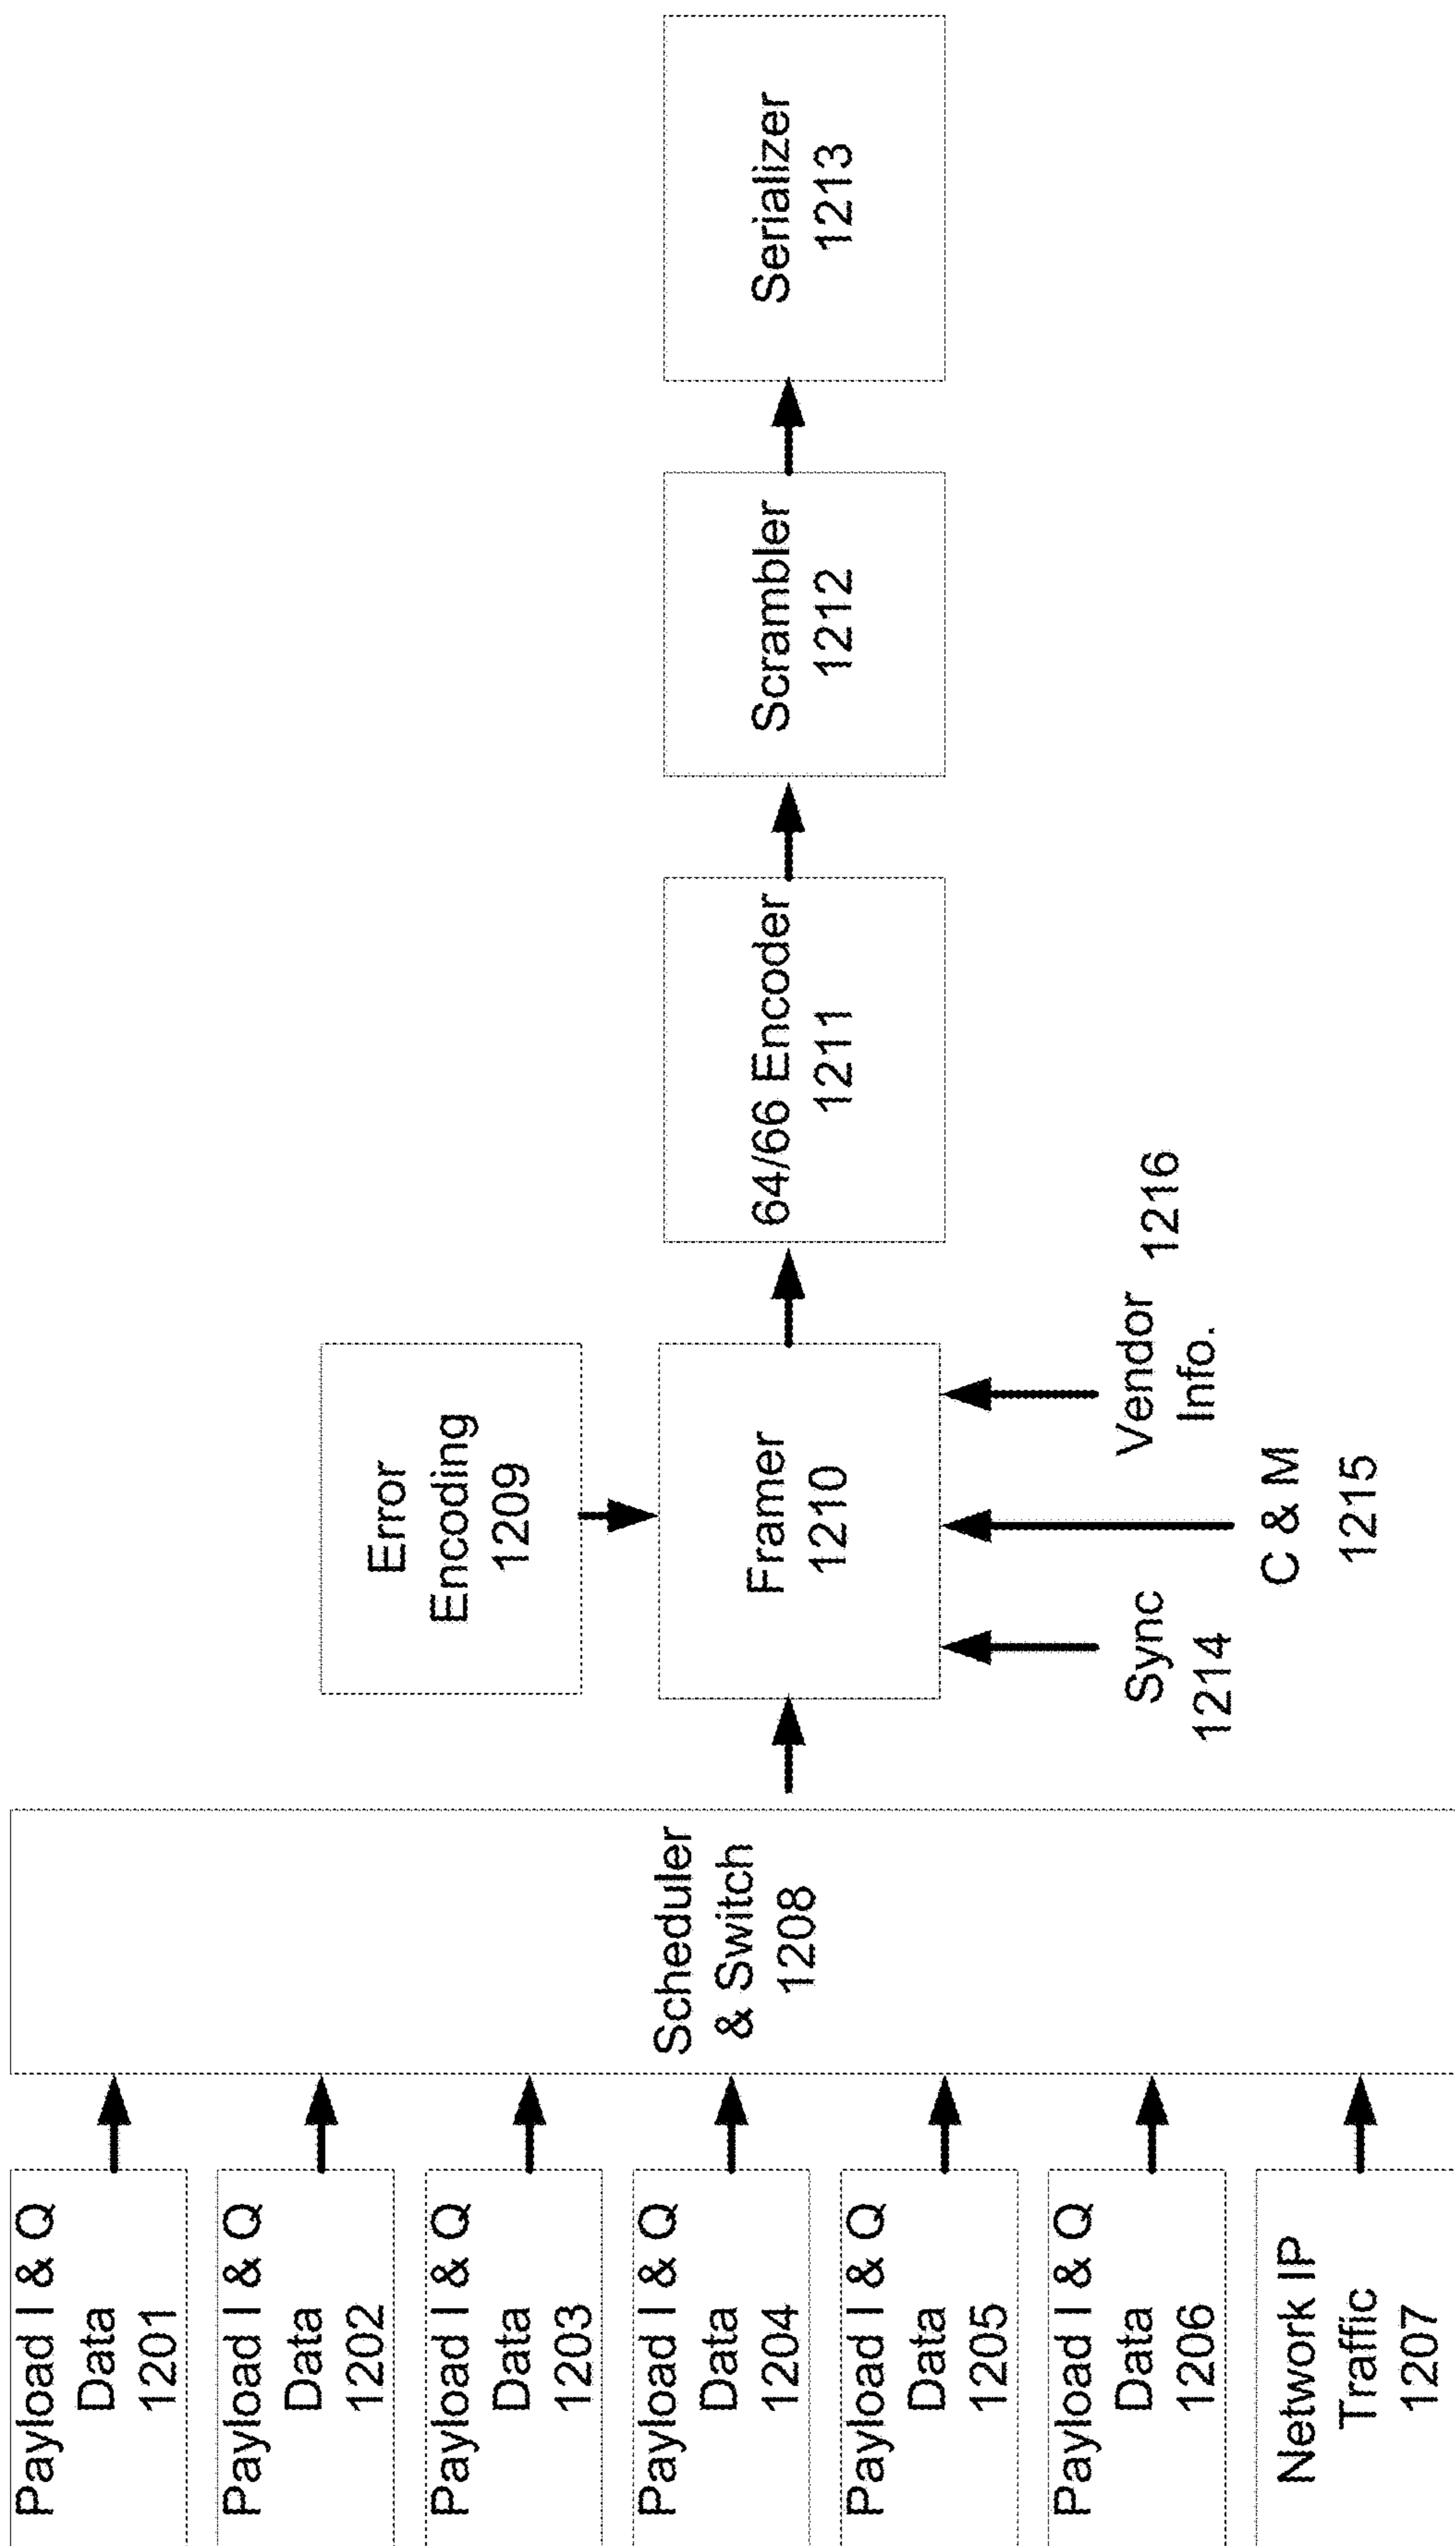 Payload I & Q
Data
1201
Payload I & Q
Data
1202
Payload I & Q
Data
1203
Payload I & Q
Data
1204
Payload I & Q
Data
1205
Payload I & Q
Data
1206
Network IP
Traffic
1207
Scheduler
& Switch
1208
Error
Encoding
1209
Framer
1210
Sync
1214
C & M
1215
Vendor 1216
Info.
64/66 Encoder
1211
Scrambler
1212
Serializer
1213